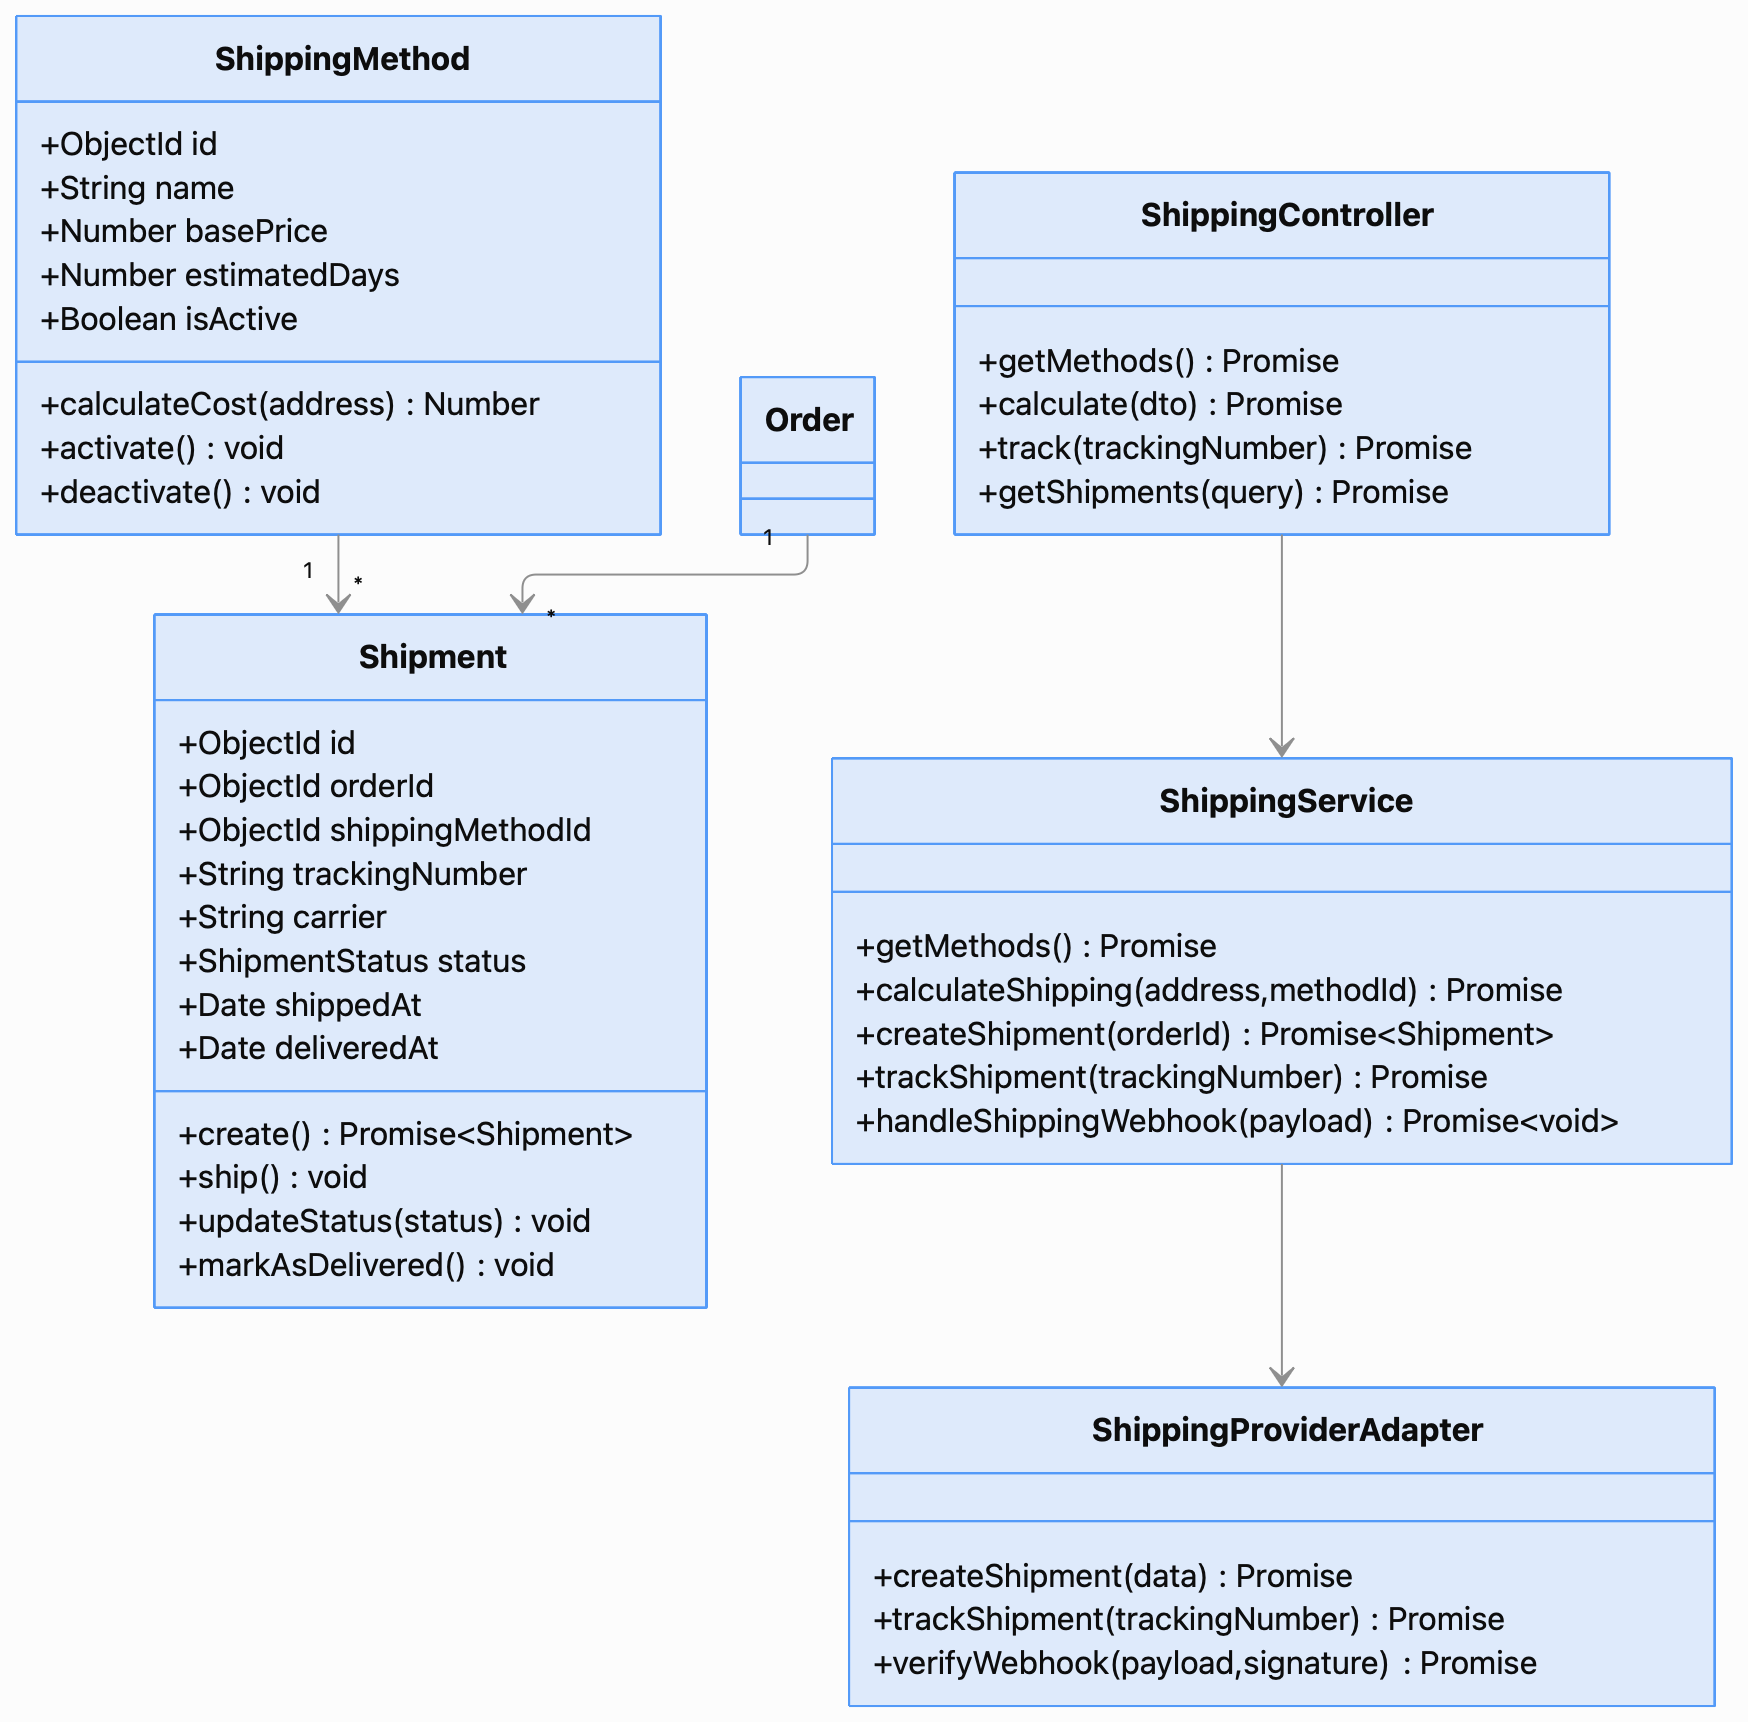 ShippingMethod
+ObjectId id
+String name
+Number basePrice
+Number estimatedDays
+Boolean isActive
+calculateCost(address) : Number
+activate() : void
+deactivate() : void
Order
ShippingController
+getMethods() : Promise
+calculate(dto) : Promise
+track(trackingNumber) : Promise
+getShipments(query) : Promise
1
*
1
*
Shipment
+ObjectId id
+ObjectId orderId
+ObjectId shippingMethodId
+String trackingNumber
+String carrier
+ShipmentStatus status
+Date shippedAt
+Date deliveredAt
+create() : Promise<Shipment>
+ship() : void
+updateStatus(status) : void
+markAsDelivered() : void
ShippingService
+getMethods() : Promise
+calculateShipping(address,methodId) : Promise
+createShipment(orderId) : Promise<Shipment>
+trackShipment(trackingNumber) : Promise
+handleShippingWebhook(payload) : Promise<void>
ShippingProviderAdapter
+createShipment(data) : Promise
+trackShipment(trackingNumber) : Promise
+verifyWebhook(payload,signature) : Promise